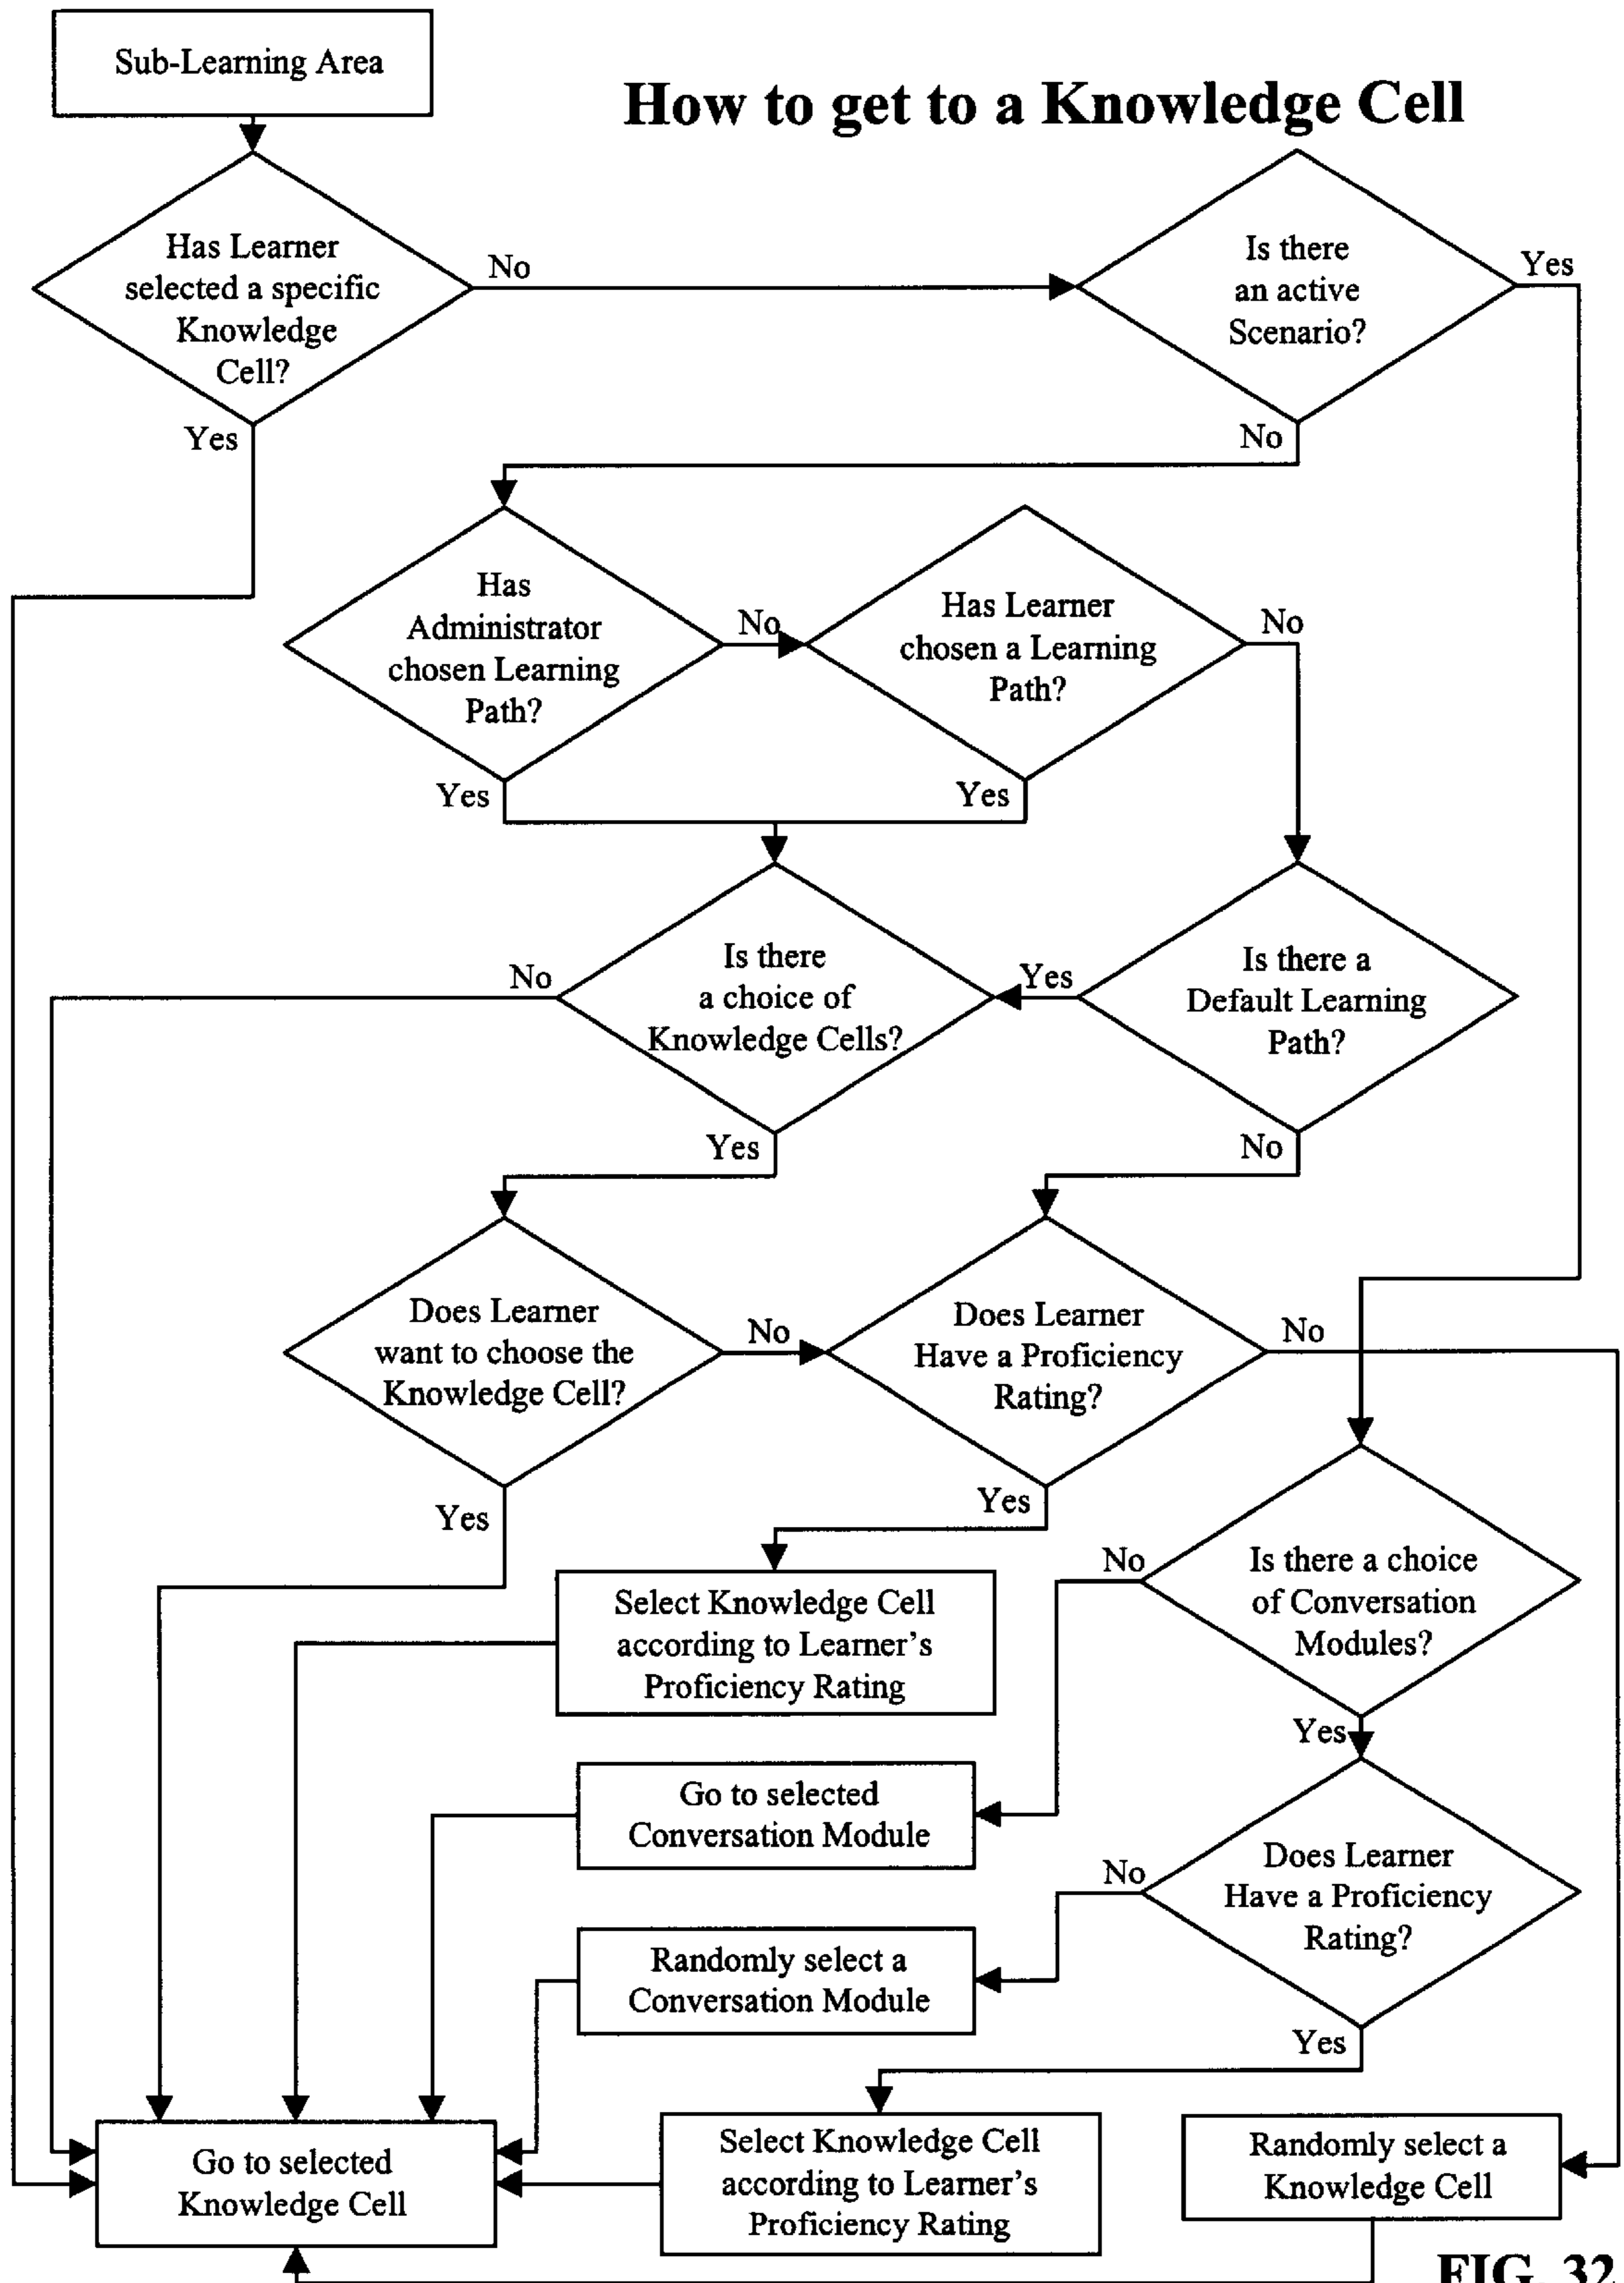 Sub-Learning Area
How to get to a Knowledge Cell
Has Learner
selected a specific
Knowledge
Cell?
No
Yes
Is there
an active
Scenario?
Yes
No
Has
Administrator
chosen Learning
Path?
No
Yes
Has Learner
chosen a Learning
Path?
No
Yes
Is there
a choice of
Knowledge Cells?
No
Yes
Is there a
Default Learning
Path?
Yes
No
Does Learner
want to choose the
Knowledge Cell?
No
Yes
Does Learner
Have a Proficiency
Rating?
No
Yes
Is there a choice
of Conversation
Modules?
No
Yes
Select Knowledge Cell
according to Learner's
Proficiency Rating
Go to selected
Conversation Module
Does Learner
Have a Proficiency
Rating?
No
Yes
Randomly select a
Conversation Module
Go to selected
Knowledge Cell
Select Knowledge Cell
according to Learner's
Proficiency Rating
Randomly select a
Knowledge Cell
FIG. 32